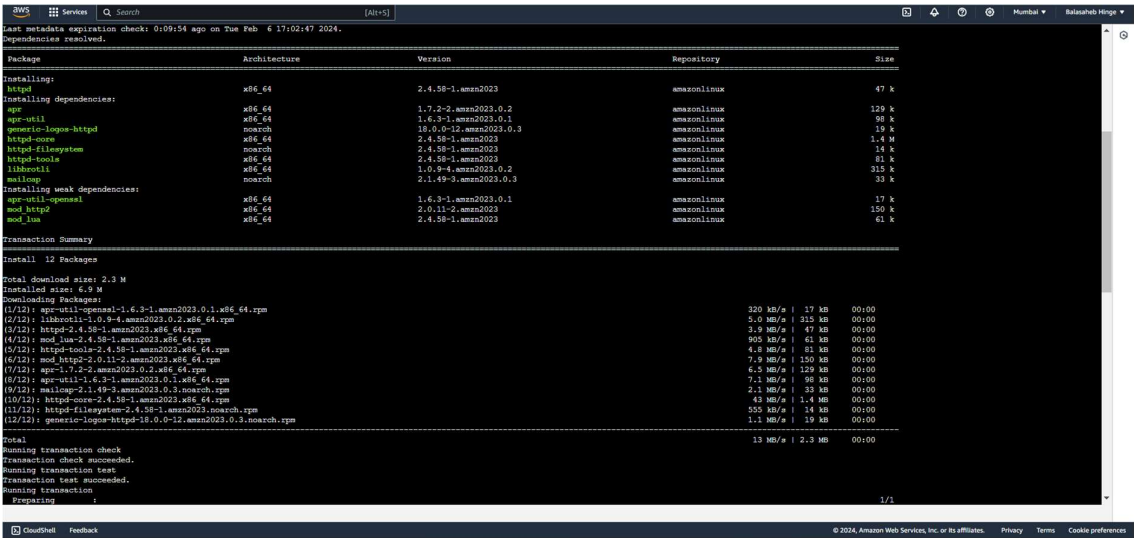 aws Services Search [Alt+S] Mumbai Balasaheb Hinge
Last metadata expiration check: 0:09:54 ago on Tue Feb 6 17:02:47 2024.
Dependencies resolved.
Package Architecture Version Repository Size
Installing:
httpd x86_64 2.4.58-1.amzn2023 amazonlinux 47 k
Installing dependencies:
apr x86_64 1.7.2-2.amzn2023.0.2 amazonlinux 129 k
apr-util x86_64 1.6.3-1.amzn2023.0.1 amazonlinux 98 k
generic-logos-httpd noarch 18.0.0-12.amzn2023.0.3 amazonlinux 19 k
httpd-core x86_64 2.4.58-1.amzn2023 amazonlinux 1.4 M
httpd-filesystem noarch 2.4.58-1.amzn2023 amazonlinux 14 k
httpd-tools x86_64 2.4.58-1.amzn2023 amazonlinux 81 k
libbrotli x86_64 1.0.9-4.amzn2023.0.2 amazonlinux 315 k
mailcap noarch 2.1.49-3.amzn2023.0.3 amazonlinux 33 k
Installing weak dependencies:
apr-util-openssl x86_64 1.6.3-1.amzn2023.0.1 amazonlinux 17 k
mod_http2 x86_64 2.0.11-2.amzn2023 amazonlinux 150 k
mod_lua x86_64 2.4.58-1.amzn2023 amazonlinux 61 k
Transaction Summary
Install 12 Packages
Total download size: 2.3 M
Installed size: 6.9 M
Downloading Packages:
(1/12): apr-util-openssl-1.6.3-1.amzn2023.0.1.x86_64.rpm 320 kB/s | 17 kB 00:00
(2/12): libbrotli-1.0.9-4.amzn2023.0.2.x86_64.rpm 5.0 MB/s | 315 kB 00:00
(3/12): httpd-2.4.58-1.amzn2023.x86_64.rpm 3.9 MB/s | 47 kB 00:00
(4/12): mod_lua-2.4.58-1.amzn2023.x86_64.rpm 905 kB/s | 61 kB 00:00
(5/12): httpd-tools-2.4.58-1.amzn2023.x86_64.rpm 4.8 MB/s | 81 kB 00:00
(6/12): mod_http2-2.0.11-2.amzn2023.x86_64.rpm 7.9 MB/s | 150 kB 00:00
(7/12): apr-1.7.2-2.amzn2023.0.2.x86_64.rpm 6.5 MB/s | 129 kB 00:00
(8/12): apr-util-1.6.3-1.amzn2023.0.1.x86_64.rpm 7.1 MB/s | 98 kB 00:00
(9/12): mailcap-2.1.49-3.amzn2023.0.3.noarch.rpm 2.1 MB/s | 33 kB 00:00
(10/12): httpd-core-2.4.58-1.amzn2023.x86_64.rpm 43 MB/s | 1.4 MB 00:00
(11/12): httpd-filesystem-2.4.58-1.amzn2023.noarch.rpm 555 kB/s | 14 kB 00:00
(12/12): generic-logos-httpd-18.0.0-12.amzn2023.0.3.noarch.rpm 1.1 MB/s | 19 kB 00:00
Total 13 MB/s | 2.3 MB 00:00
Running transaction check
Transaction check succeeded.
Running transaction test
Transaction test succeeded.
Running transaction
Preparing : 1/1
CloudShell Feedback © 2024, Amazon Web Services, Inc. or its affiliates. Privacy Terms Cookie preferences